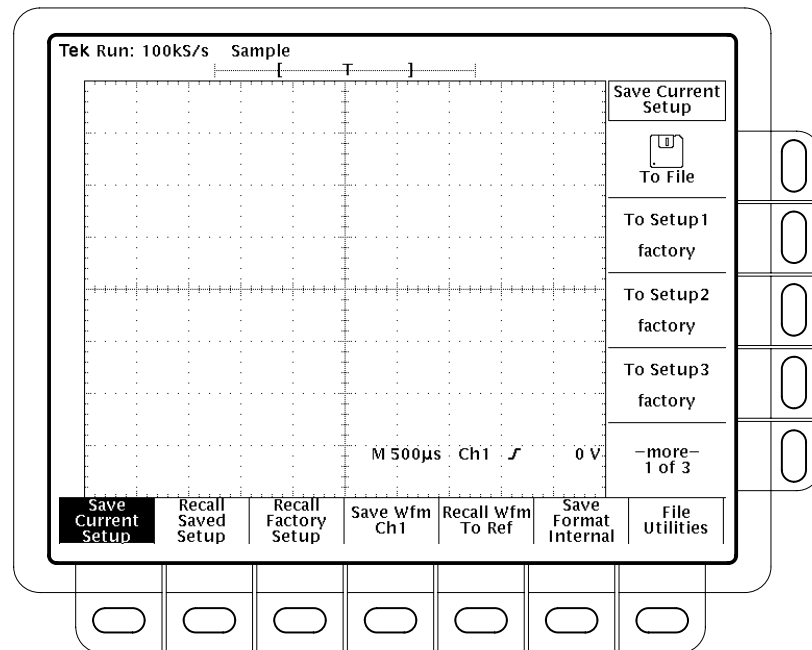 Tek Run: 100kS/s Sample
[ T ]
Save Current
Setup
To File
To Setup1
factory
To Setup2
factory
To Setup3
factory
M 500µs Ch1 0 V
–more–
1 of 3
Save
Current
Setup
Recall
Saved
Setup
Recall
Factory
Setup
Save Wfm
Ch1
Recall Wfm
To Ref
Save
Format
Internal
File
Utilities